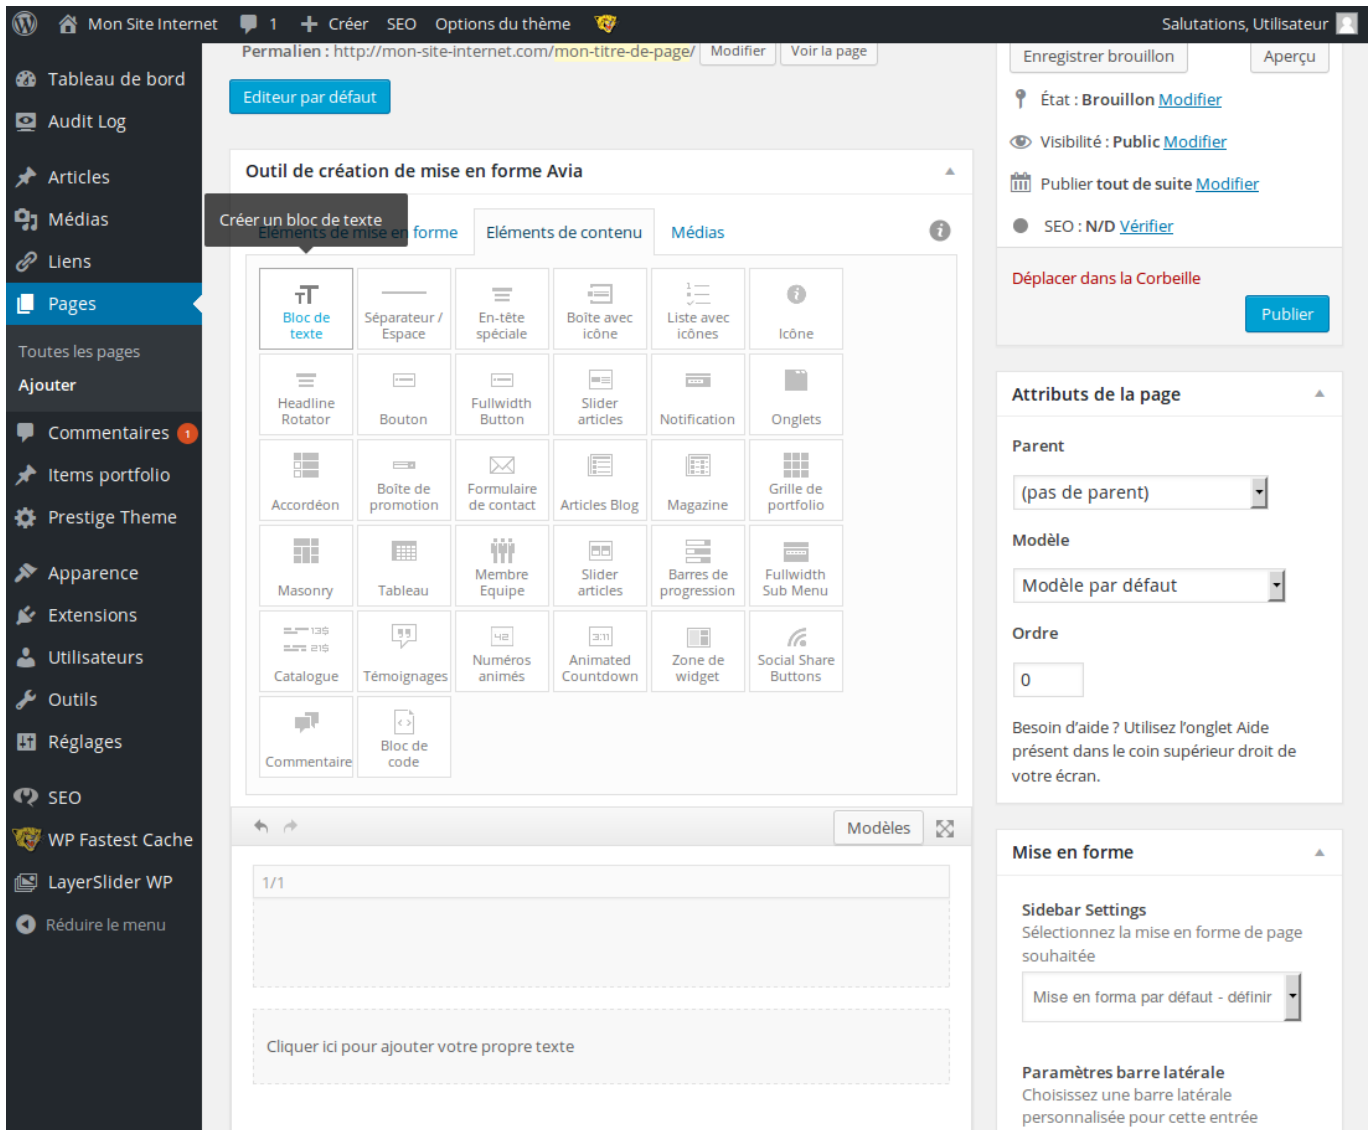 Mon Site Internet 1 Créer SEO Options du thème Salutations, Utilisateur
Tableau de bord
Audit Log
Articles
Médias
Liens
Pages
Toutes les pages
Ajouter
Commentaires 1
Items portfolio
Prestige Theme
Apparence
Extensions
Utilisateurs
Outils
Réglages
SEO
WP Fastest Cache
LayerSlider WP
Réduire le menu
Permalien : http://mon-site-internet.com/mon-titre-de-page/ Modifier Voir la page
Editeur par défaut
Outil de création de mise en forme Avia
Créer un bloc de texte
Eléments de mise en forme Eléments de contenu Médias
Bloc de
texte
Séparateur /
Espace
En-tête
spéciale
Boîte avec
icône
Liste avec
icônes
Icône
Headline
Rotator
Bouton
Fullwidth
Button
Slider
articles
Notification
Onglets
Accordéon
Boîte de
promotion
Formulaire
de contact
Articles Blog
Magazine
Grille de
portfolio
Masonry
Tableau
Membre
Equipe
Slider
articles
Barres de
progression
Fullwidth
Sub Menu
13$
21$
Catalogue
Témoignages
42
Numéros
animés
3:11
Animated
Countdown
Zone de
widget
Social Share
Buttons
Commentaire
Bloc de
code
Modèles
1/1
Cliquer ici pour ajouter votre propre texte
Enregistrer brouillon Aperçu
État : Brouillon Modifier
Visibilité : Public Modifier
Publier tout de suite Modifier
SEO : N/D Vérifier
Déplacer dans la Corbeille
Publier
Attributs de la page
Parent
(pas de parent)
Modèle
Modèle par défaut
Ordre
0
Besoin d’aide ? Utilisez l’onglet Aide
présent dans le coin supérieur droit de
votre écran.
Mise en forme
Sidebar Settings
Sélectionnez la mise en forme de page
souhaitée
Mise en forma par défaut - définir
Paramètres barre latérale
Choisissez une barre latérale
personnalisée pour cette entrée